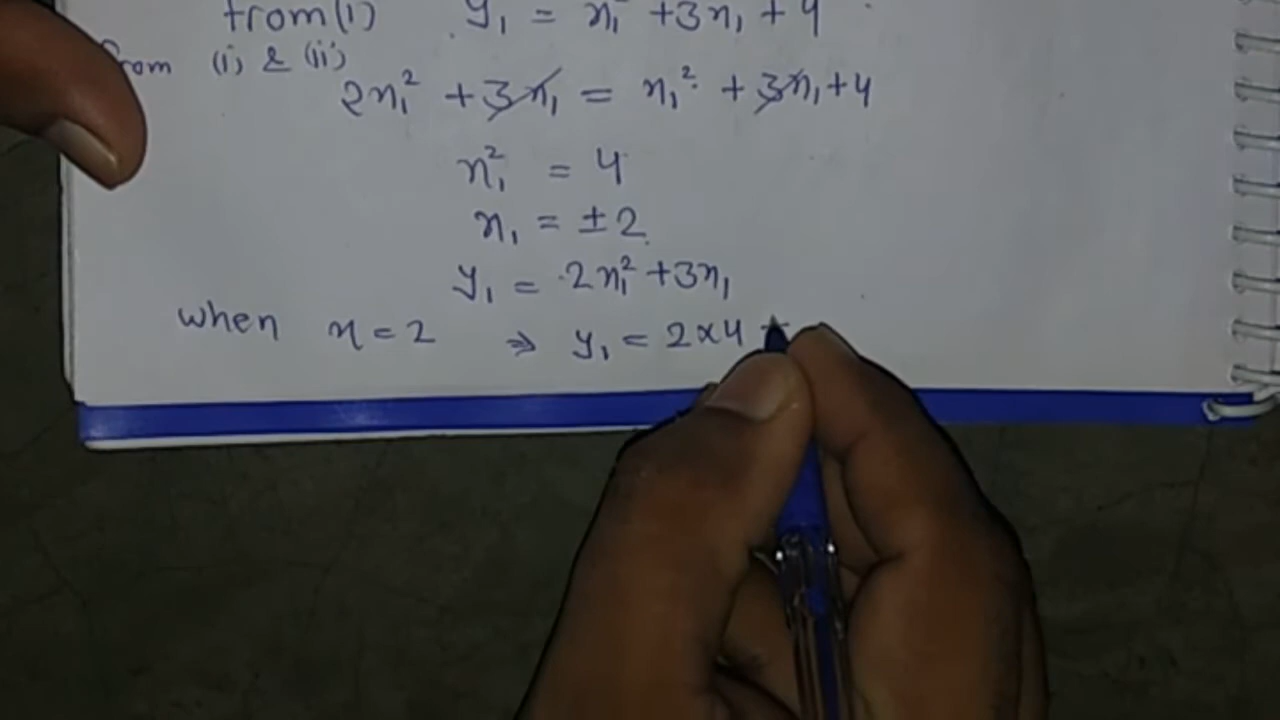 from(i) y₁ = x₁² + 3x₁ + 4
from (i) & (ii)
2x₁² + 3x₁ = x₁² + 3x₁ + 4
x₁² = 4
x₁ = ±2
y₁ = 2x₁² + 3x₁
when x = 2 ⇒ y₁ = 2×4 +